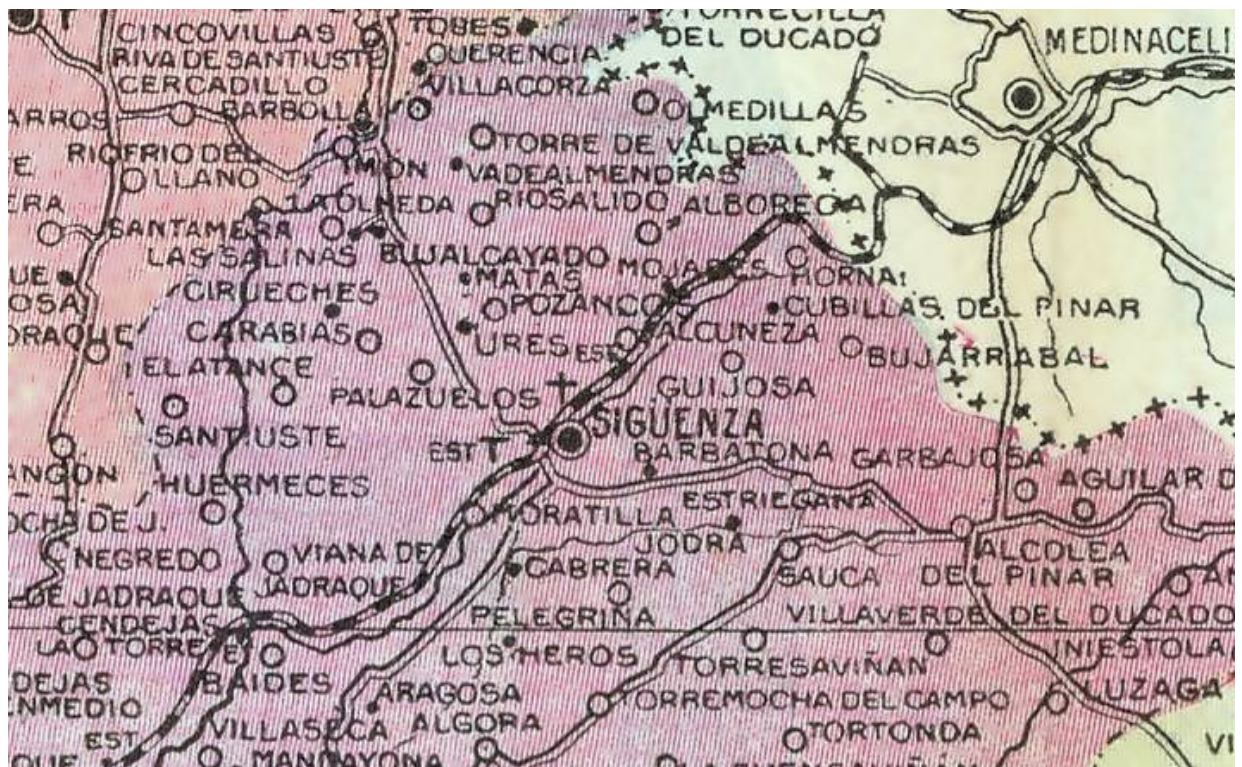 TOBES
TORRECILLA
DEL DUCADO
CINCOVILLAS
RIVA DE SANTIUSTE
CERCADILLO
QUERENCIA
VILLACORZA
MEDINACELI
BARBOLLA
OLMEDILLAS
TORRE DE VALDEALMENDRAS
RIOFRIO DEL
LLANO
IMON
VADEALMENDRAS
LA OLMEDA
RIOSALIDO
ALBORECA
SANTAMERA
LAS SALINAS
BUJALCAYADO
MOJARES
HORNA
MATAS
CIRUECHES
POZANCOS
CUBILLAS DEL PINAR
CARABIAS
URES
EST
ALCUNEZA
BUJARRABAL
EL ATANCE
PALAZUELOS
GUIJOSA
SIGUENZA
SANTIUSTE
EST
BARBATONA
GARBAJOSA
HUERMECES
ESTRIEGANA
AGUILAR D
MORATILLA
NEGREDO
VIANA DE
JADRAQUE
JODRA
ALCOLEA
DEL PINAR
CABRERA
SAUCA
DE JADRAQUE
PELEGRIÑA
VILLAVERDE DEL DUCADO
CENDEJAS
LA TORRE
LOS HEROS
TORRESAVIÑAN
INIESTOLA
BAIDES
ARAGOSA
TORREMOCHA DEL CAMPO
LUZAGA
DEJAS
ENMEDIO
EST
VILLASECA
ALGORA
TORTONDA
MANDAYONA